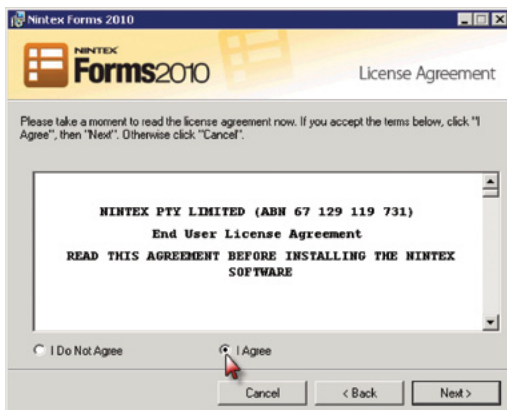 Nintex Forms 2010
NINTEX
Forms2010
License Agreement
Please take a moment to read the license agreement now. If you accept the terms below, click "I
Agree", then "Next". Otherwise click "Cancel".
NINTEX PTY LIMITED (ABN 67 129 119 731)
End User License Agreement
READ THIS AGREEMENT BEFORE INSTALLING THE NINTEX
SOFTWARE
I Do Not Agree
I Agree
Cancel
< Back
Next >